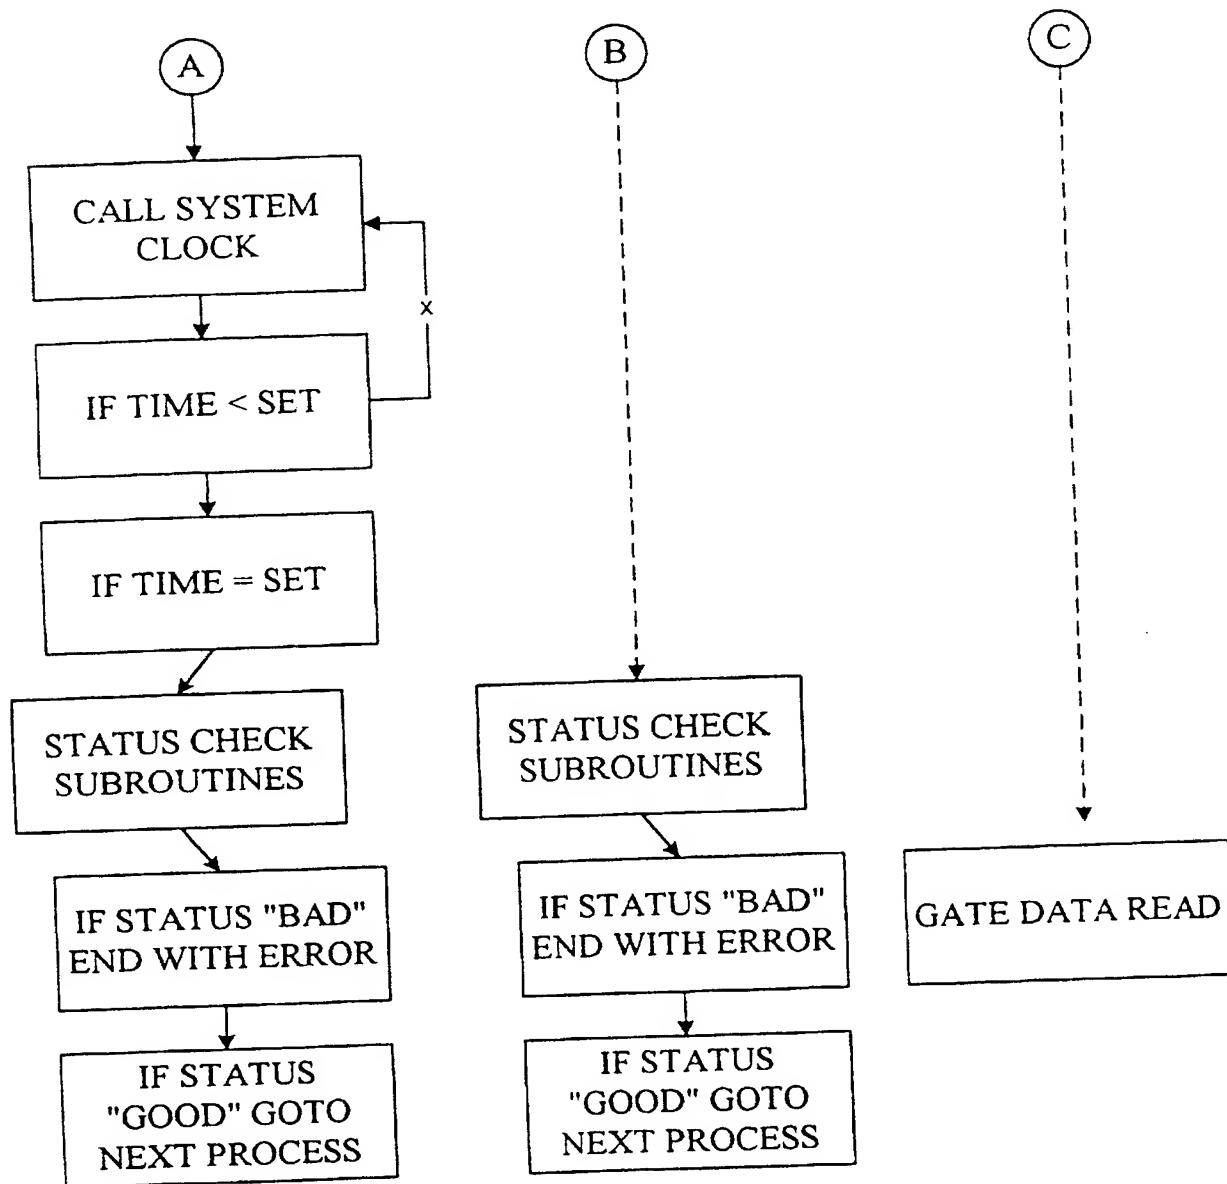 A
B
C
CALL SYSTEM
CLOCK
x
IF TIME < SET
IF TIME = SET
STATUS CHECK
SUBROUTINES
IF STATUS "BAD"
END WITH ERROR
IF STATUS
"GOOD" GOTO
NEXT PROCESS
STATUS CHECK
SUBROUTINES
IF STATUS "BAD"
END WITH ERROR
IF STATUS
"GOOD" GOTO
NEXT PROCESS
GATE DATA READ